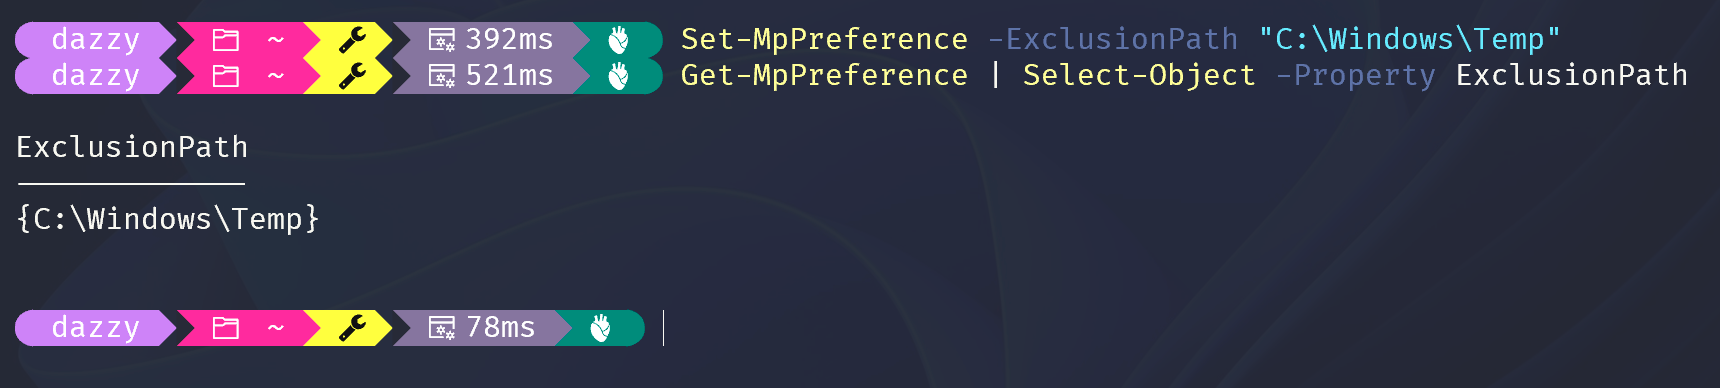 dazzy ~ 392ms Set-MpPreference -ExclusionPath "C:\Windows\Temp"
dazzy ~ 521ms Get-MpPreference | Select-Object -Property ExclusionPath
ExclusionPath
{C:\Windows\Temp}
dazzy ~ 78ms